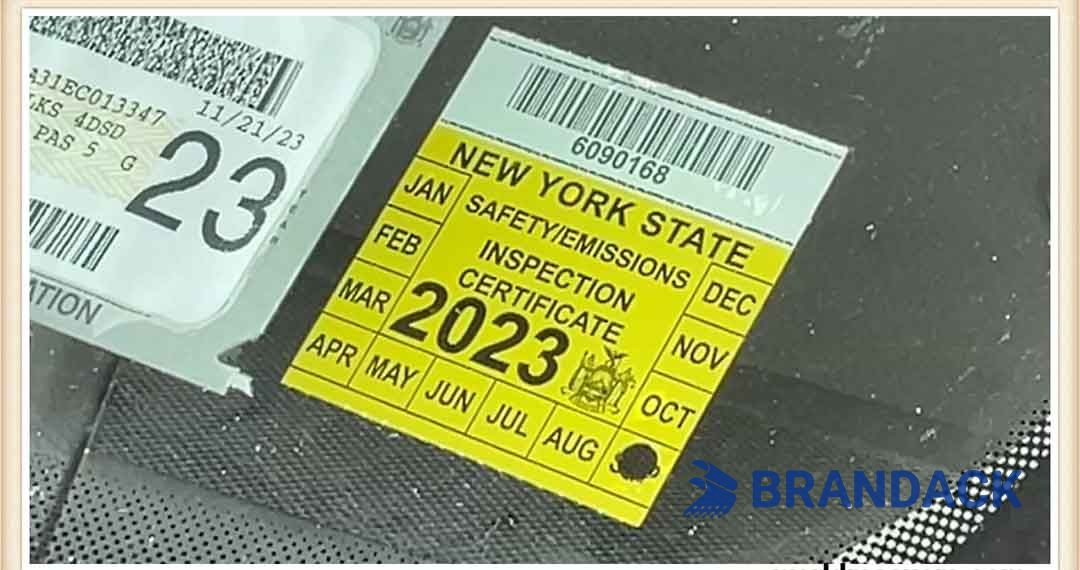 A31EC013347
LKS 4DSD 11/21/23
PAS 5 G
23
ATION
6090168
NEW YORK STATE
SAFETY/EMISSIONS
INSPECTION
CERTIFICATE
2023
JAN
FEB
MAR
APR
MAY
JUN
JUL
AUG
OCT
NOV
DEC
BRANDACK